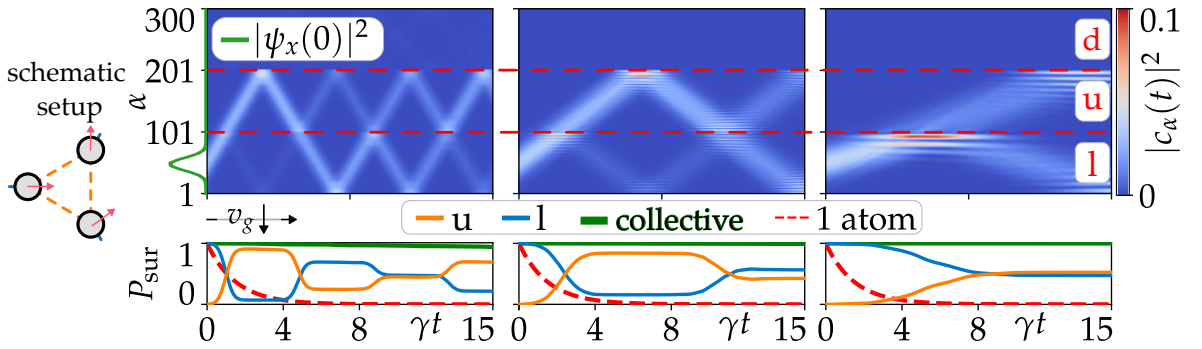 schematic
setup
α
300
201
101
1
|ψₓ(0)|²
d
u
l
0.1
0
|c_α(t)|²
v_g
u
l
collective
1 atom
P_sur
1
0
0 4 8 γt 15
0 4 8 γt 15
0 4 8 γt 15